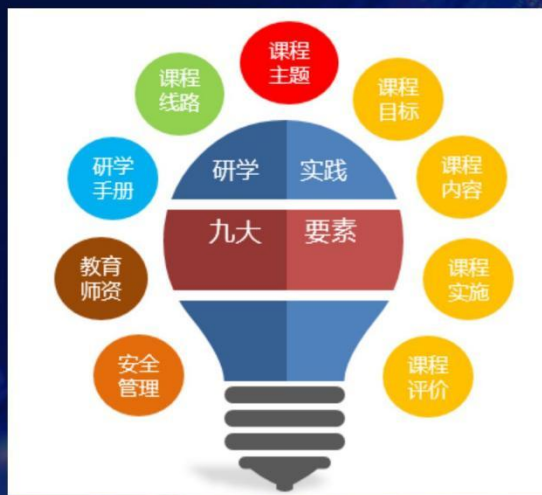 课程
主题
课程
线路
课程
目标
研学
手册
研学 实践
课程
内容
九大 要素
教育
师资
课程
实施
安全
管理
课程
评价